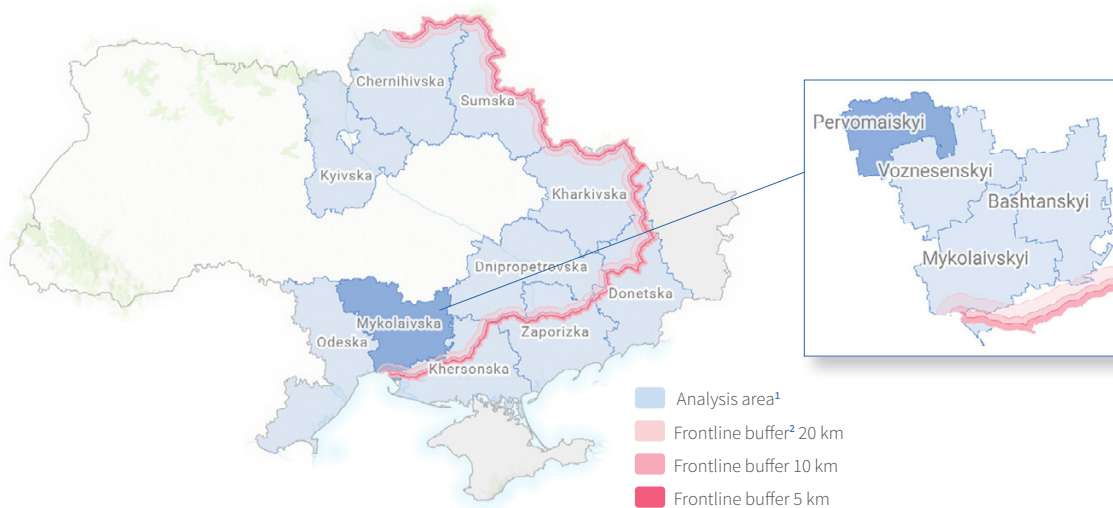 Chernihivska
Sumska
Kyivska
Kharkivska
Dnipropetrovska
Donetska
Mykolaivska
Zaporizka
Odeska
Khersonska
Pervomaiskyi
Voznesenskyi
Bashtanskyi
Mykolaivskyi
Analysis area¹
Frontline buffer² 20 km
Frontline buffer 10 km
Frontline buffer 5 km